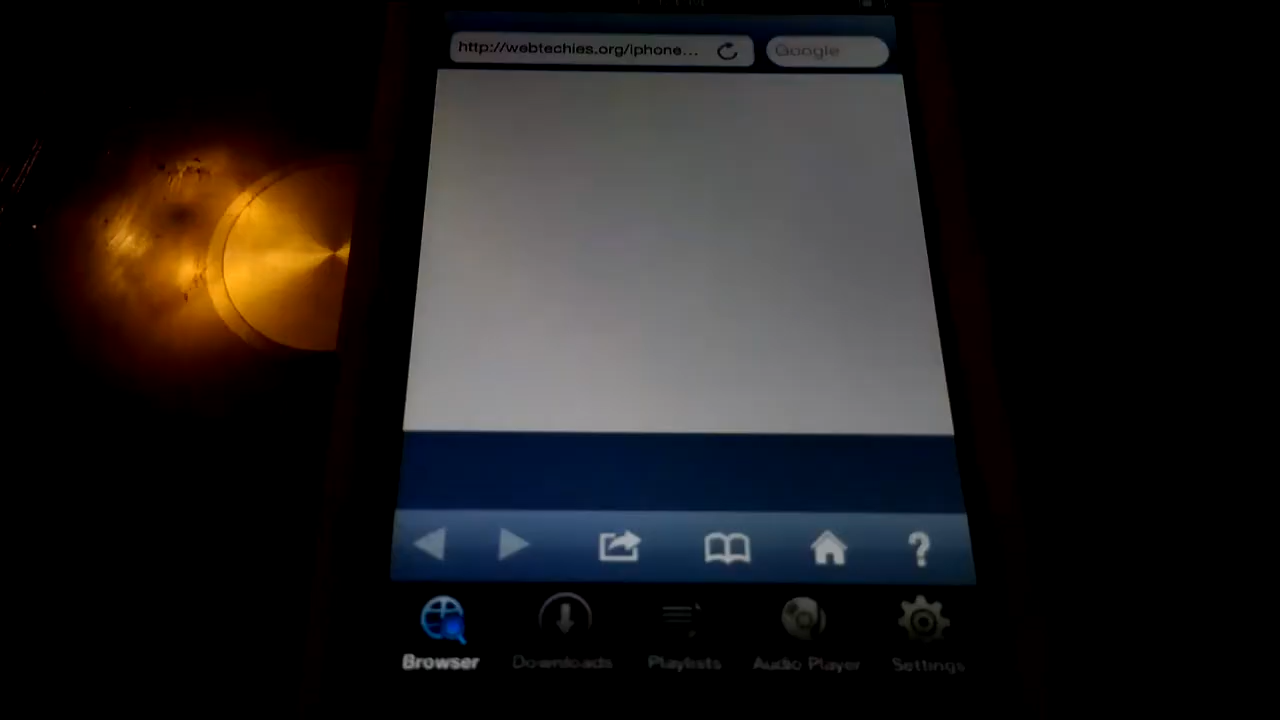 http://webtechies.org/iphone...
Google
?
Browser
Downloads
Playlists
Audio Player
Settings